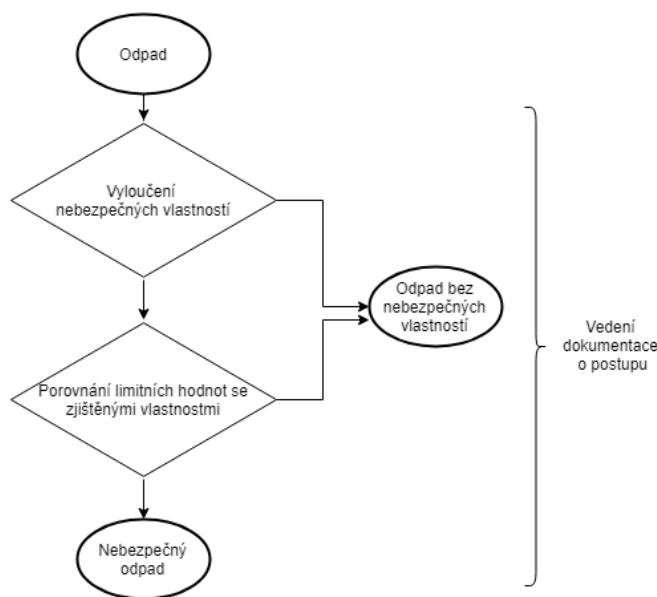 Odpad
Vyloučení
nebezpečných vlastností
Odpad bez
nebezpečných
vlastností
Vedení
dokumentace
o postupu
Porovnání limitních hodnot se
zjištěnými vlastnostmi
Nebezpečný
odpad